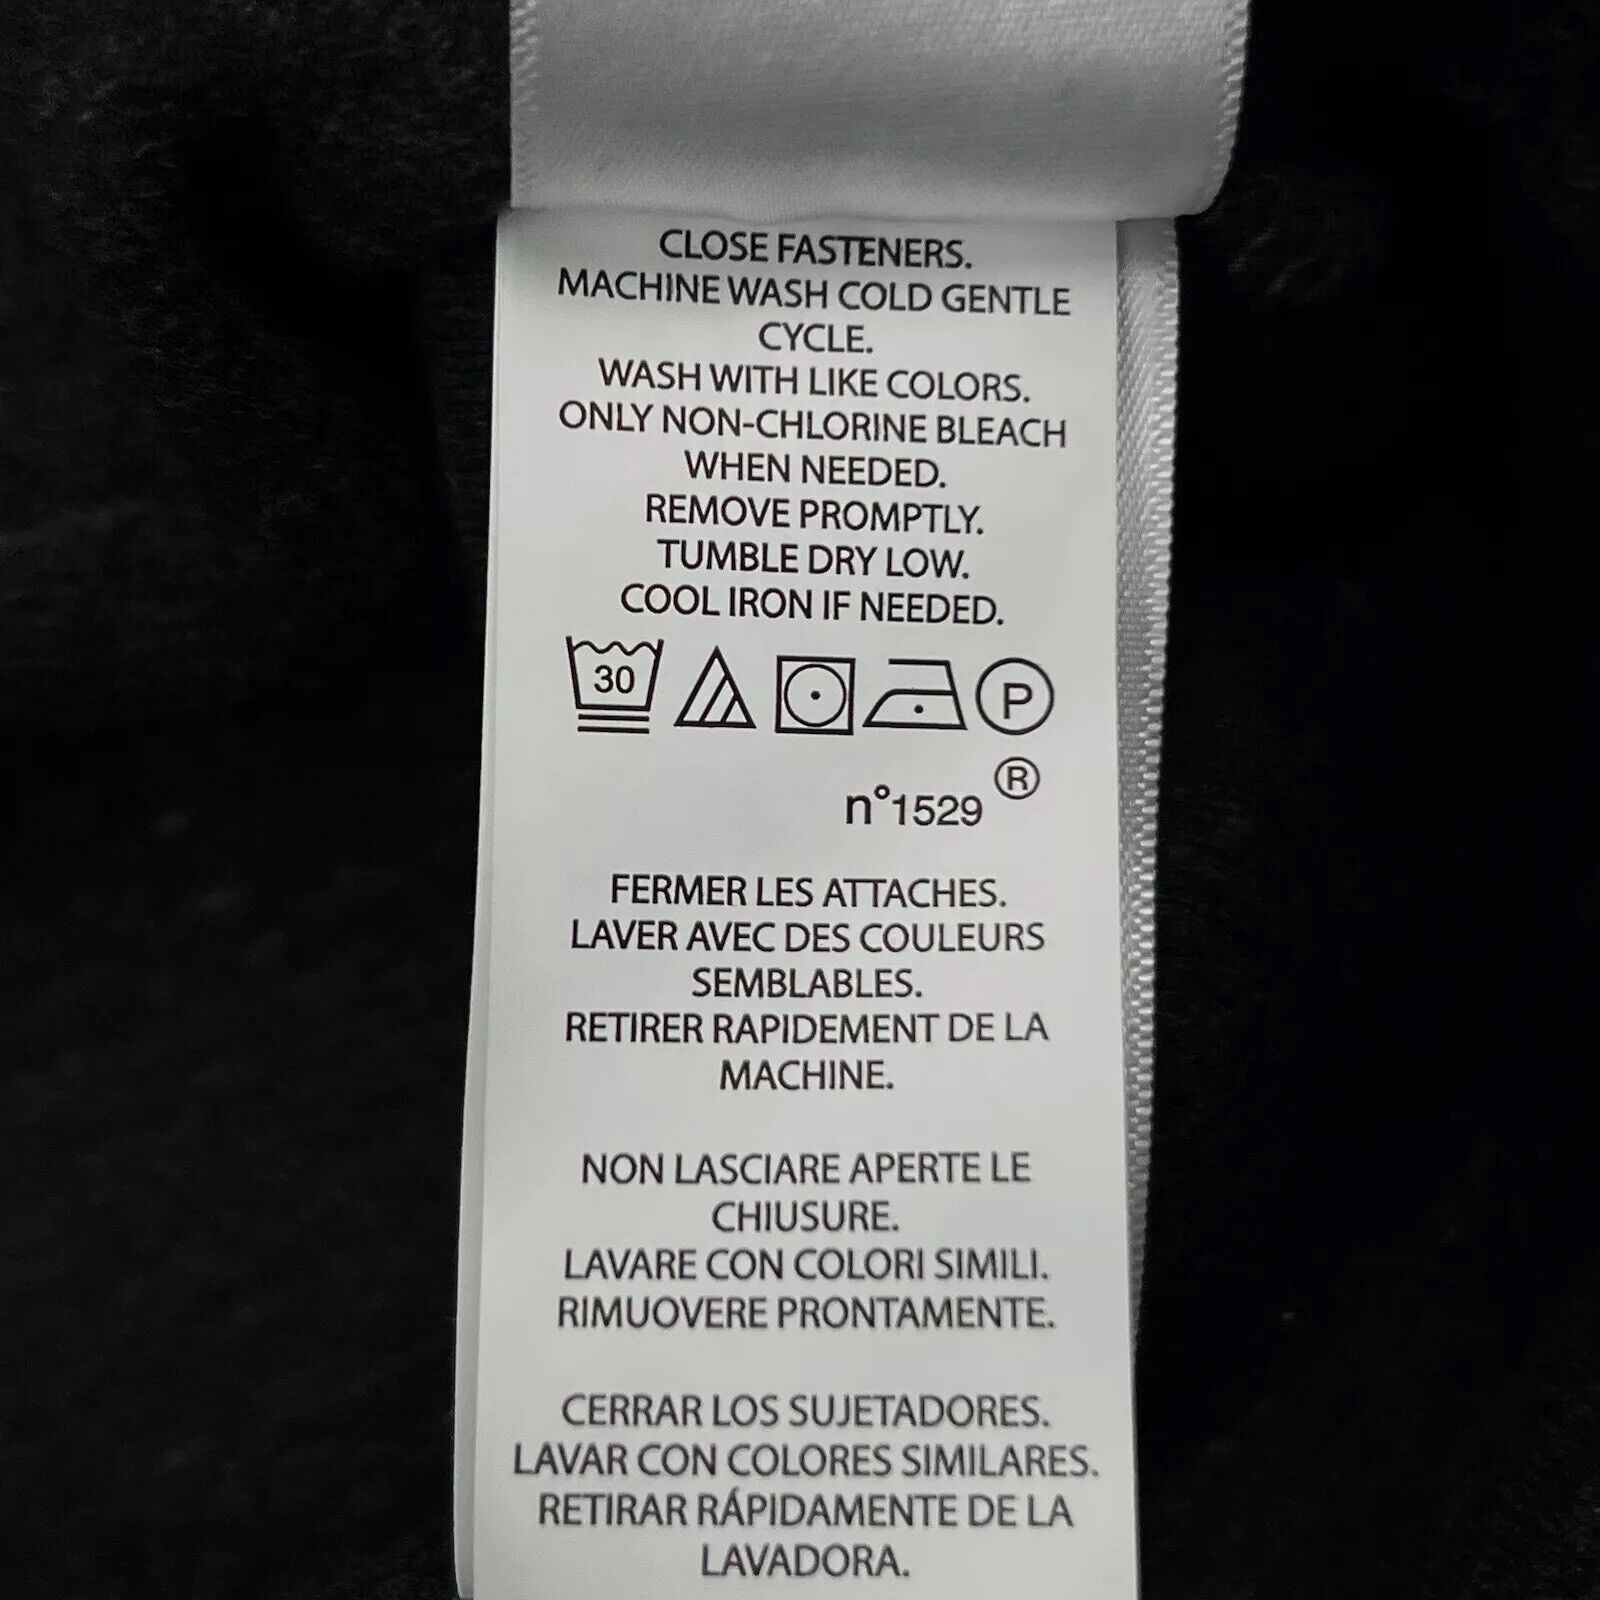 CLOSE FASTENERS.
MACHINE WASH COLD GENTLE
CYCLE.
WASH WITH LIKE COLORS.
ONLY NON-CHLORINE BLEACH
WHEN NEEDED.
REMOVE PROMPTLY.
TUMBLE DRY LOW.
COOL IRON IF NEEDED.
30 P
n°1529 ®
FERMER LES ATTACHES.
LAVER AVEC DES COULEURS
SEMBLABLES.
RETIRER RAPIDEMENT DE LA
MACHINE.
NON LASCIARE APERTE LE
CHIUSURE.
LAVARE CON COLORI SIMILI.
RIMUOVERE PRONTAMENTE.
CERRAR LOS SUJETADORES.
LAVAR CON COLORES SIMILARES.
RETIRAR RÁPIDAMENTE DE LA
LAVADORA.